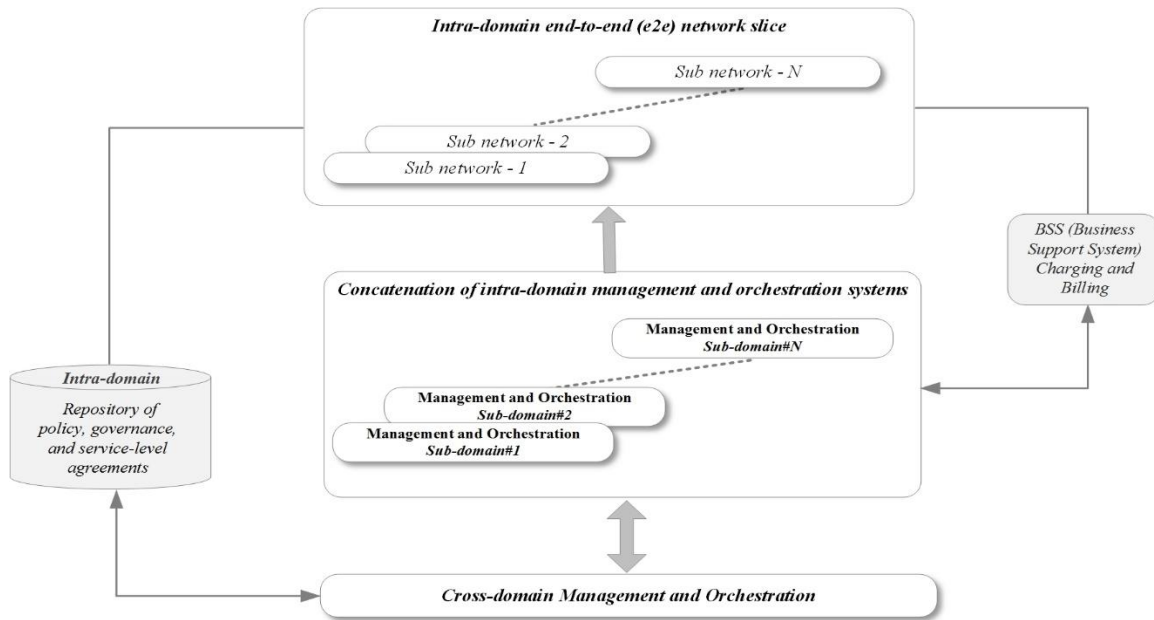 Intra-domain end-to-end (e2e) network slice
Sub network - N
Sub network - 2
Sub network - 1
BSS (Business
Support System)
Charging and
Billing
Concatenation of intra-domain management and orchestration systems
Management and Orchestration
Sub-domain#N
Management and Orchestration
Sub-domain#2
Management and Orchestration
Sub-domain#1
Intra-domain
Repository of
policy, governance,
and service-level
agreements
Cross-domain Management and Orchestration